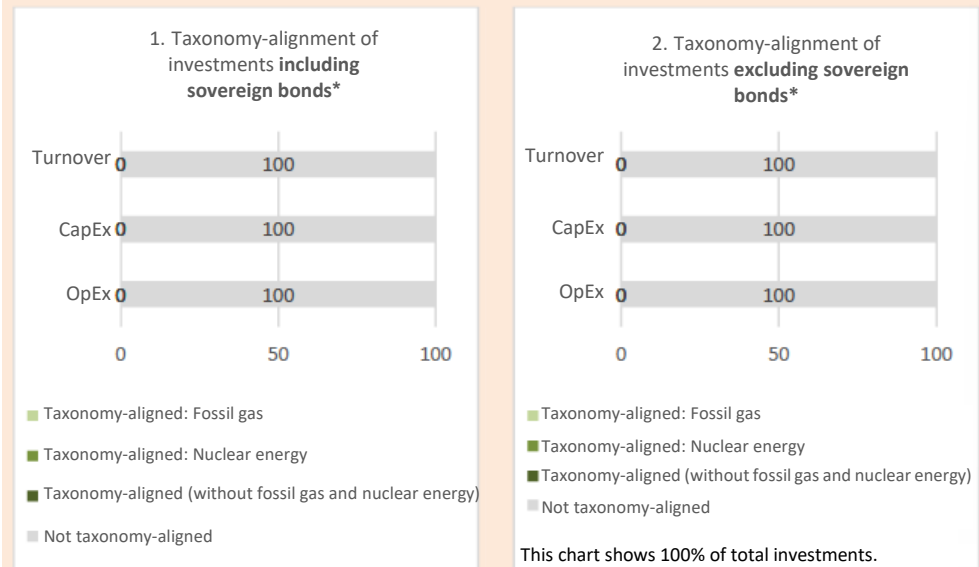 1. Taxonomy-alignment of
investments including
sovereign bonds*
Turnover 0 100
CapEx 0 100
OpEx 0 100
0 50 100
Taxonomy-aligned: Fossil gas
Taxonomy-aligned: Nuclear energy
Taxonomy-aligned (without fossil gas and nuclear energy)
Not taxonomy-aligned
2. Taxonomy-alignment of
investments excluding sovereign
bonds*
Turnover 0 100
CapEx 0 100
OpEx 0 100
0 50 100
Taxonomy-aligned: Fossil gas
Taxonomy-aligned: Nuclear energy
Taxonomy-aligned (without fossil gas and nuclear energy)
Not taxonomy-aligned
This chart shows 100% of total investments.